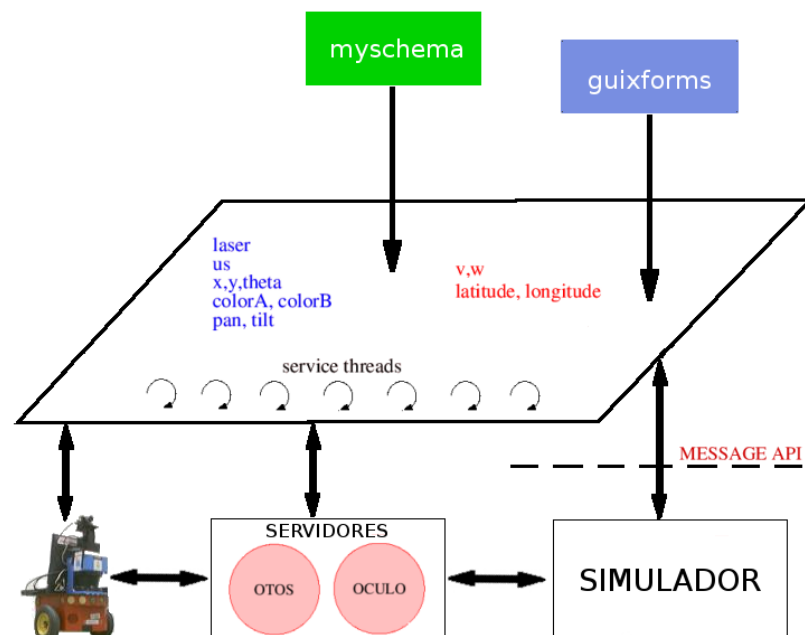 myschema
guixforms
laser
us
x,y,theta
colorA, colorB
pan, tilt
v,w
latitude, longitude
service threads
MESSAGE API
SERVIDORES
OTOS
OCULO
SIMULADOR